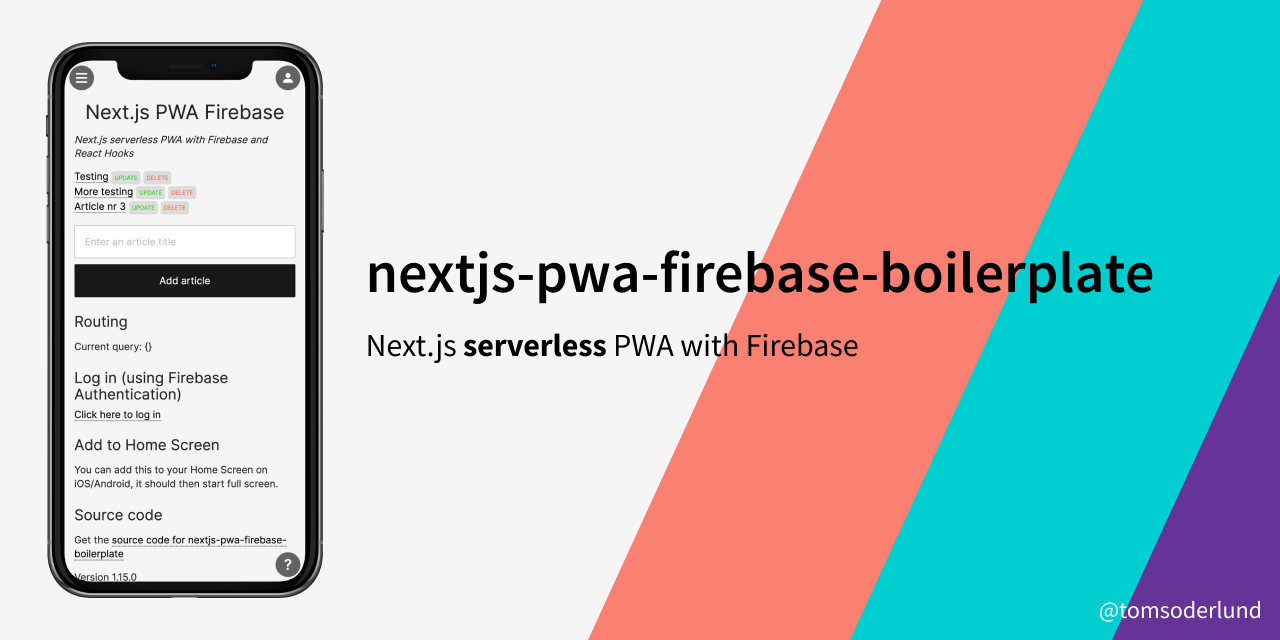 Next.js PWA Firebase
Next.js serverless PWA with Firebase and
React Hooks
Testing UPDATE DELETE
More testing UPDATE DELETE
Article nr 3 UPDATE DELETE
Enter an article title
Add article
Routing
Current query: {}
Log in (using Firebase
Authentication)
Click here to log in
Add to Home Screen
You can add this to your Home Screen on
iOS/Android, it should then start full screen.
Source code
Get the source code for nextjs-pwa-firebase-
boilerplate
?
Version 1.15.0
nextjs-pwa-firebase-boilerplate
Next.js serverless PWA with Firebase
@tomsoderlund